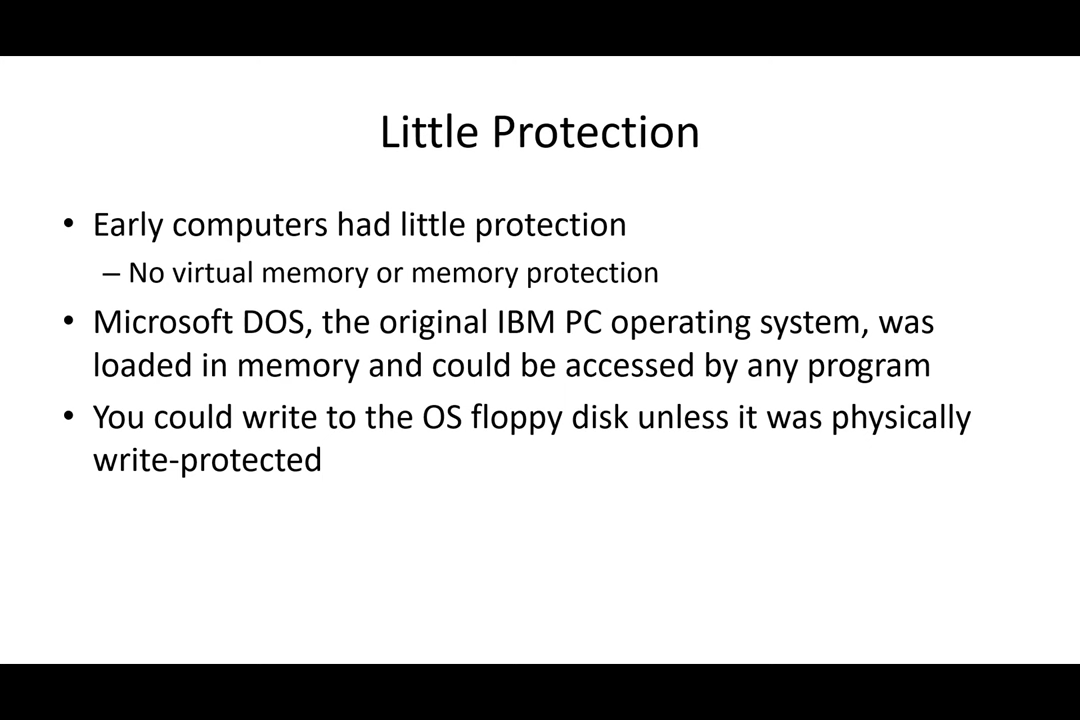 Little Protection
• Early computers had little protection
– No virtual memory or memory protection
• Microsoft DOS, the original IBM PC operating system, was
loaded in memory and could be accessed by any program
• You could write to the OS floppy disk unless it was physically
write-protected